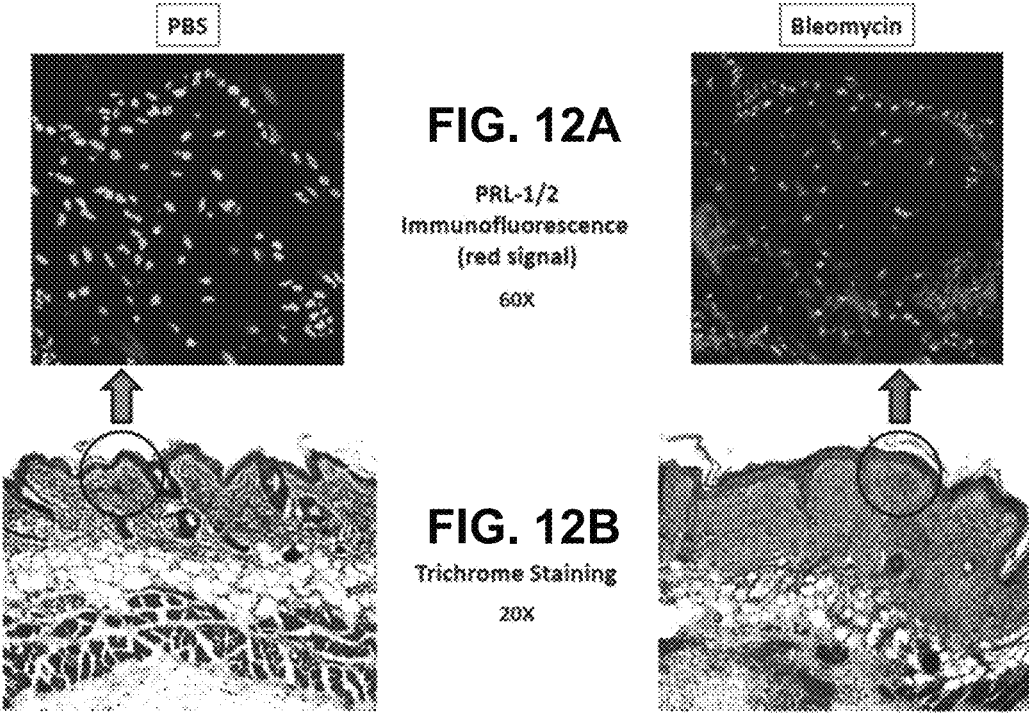 PBS
Bleomycin
FIG. 12A
PRL-1/2
Immunofluorescence
(red signal)
60X
FIG. 12B
Trichrome Staining
20X